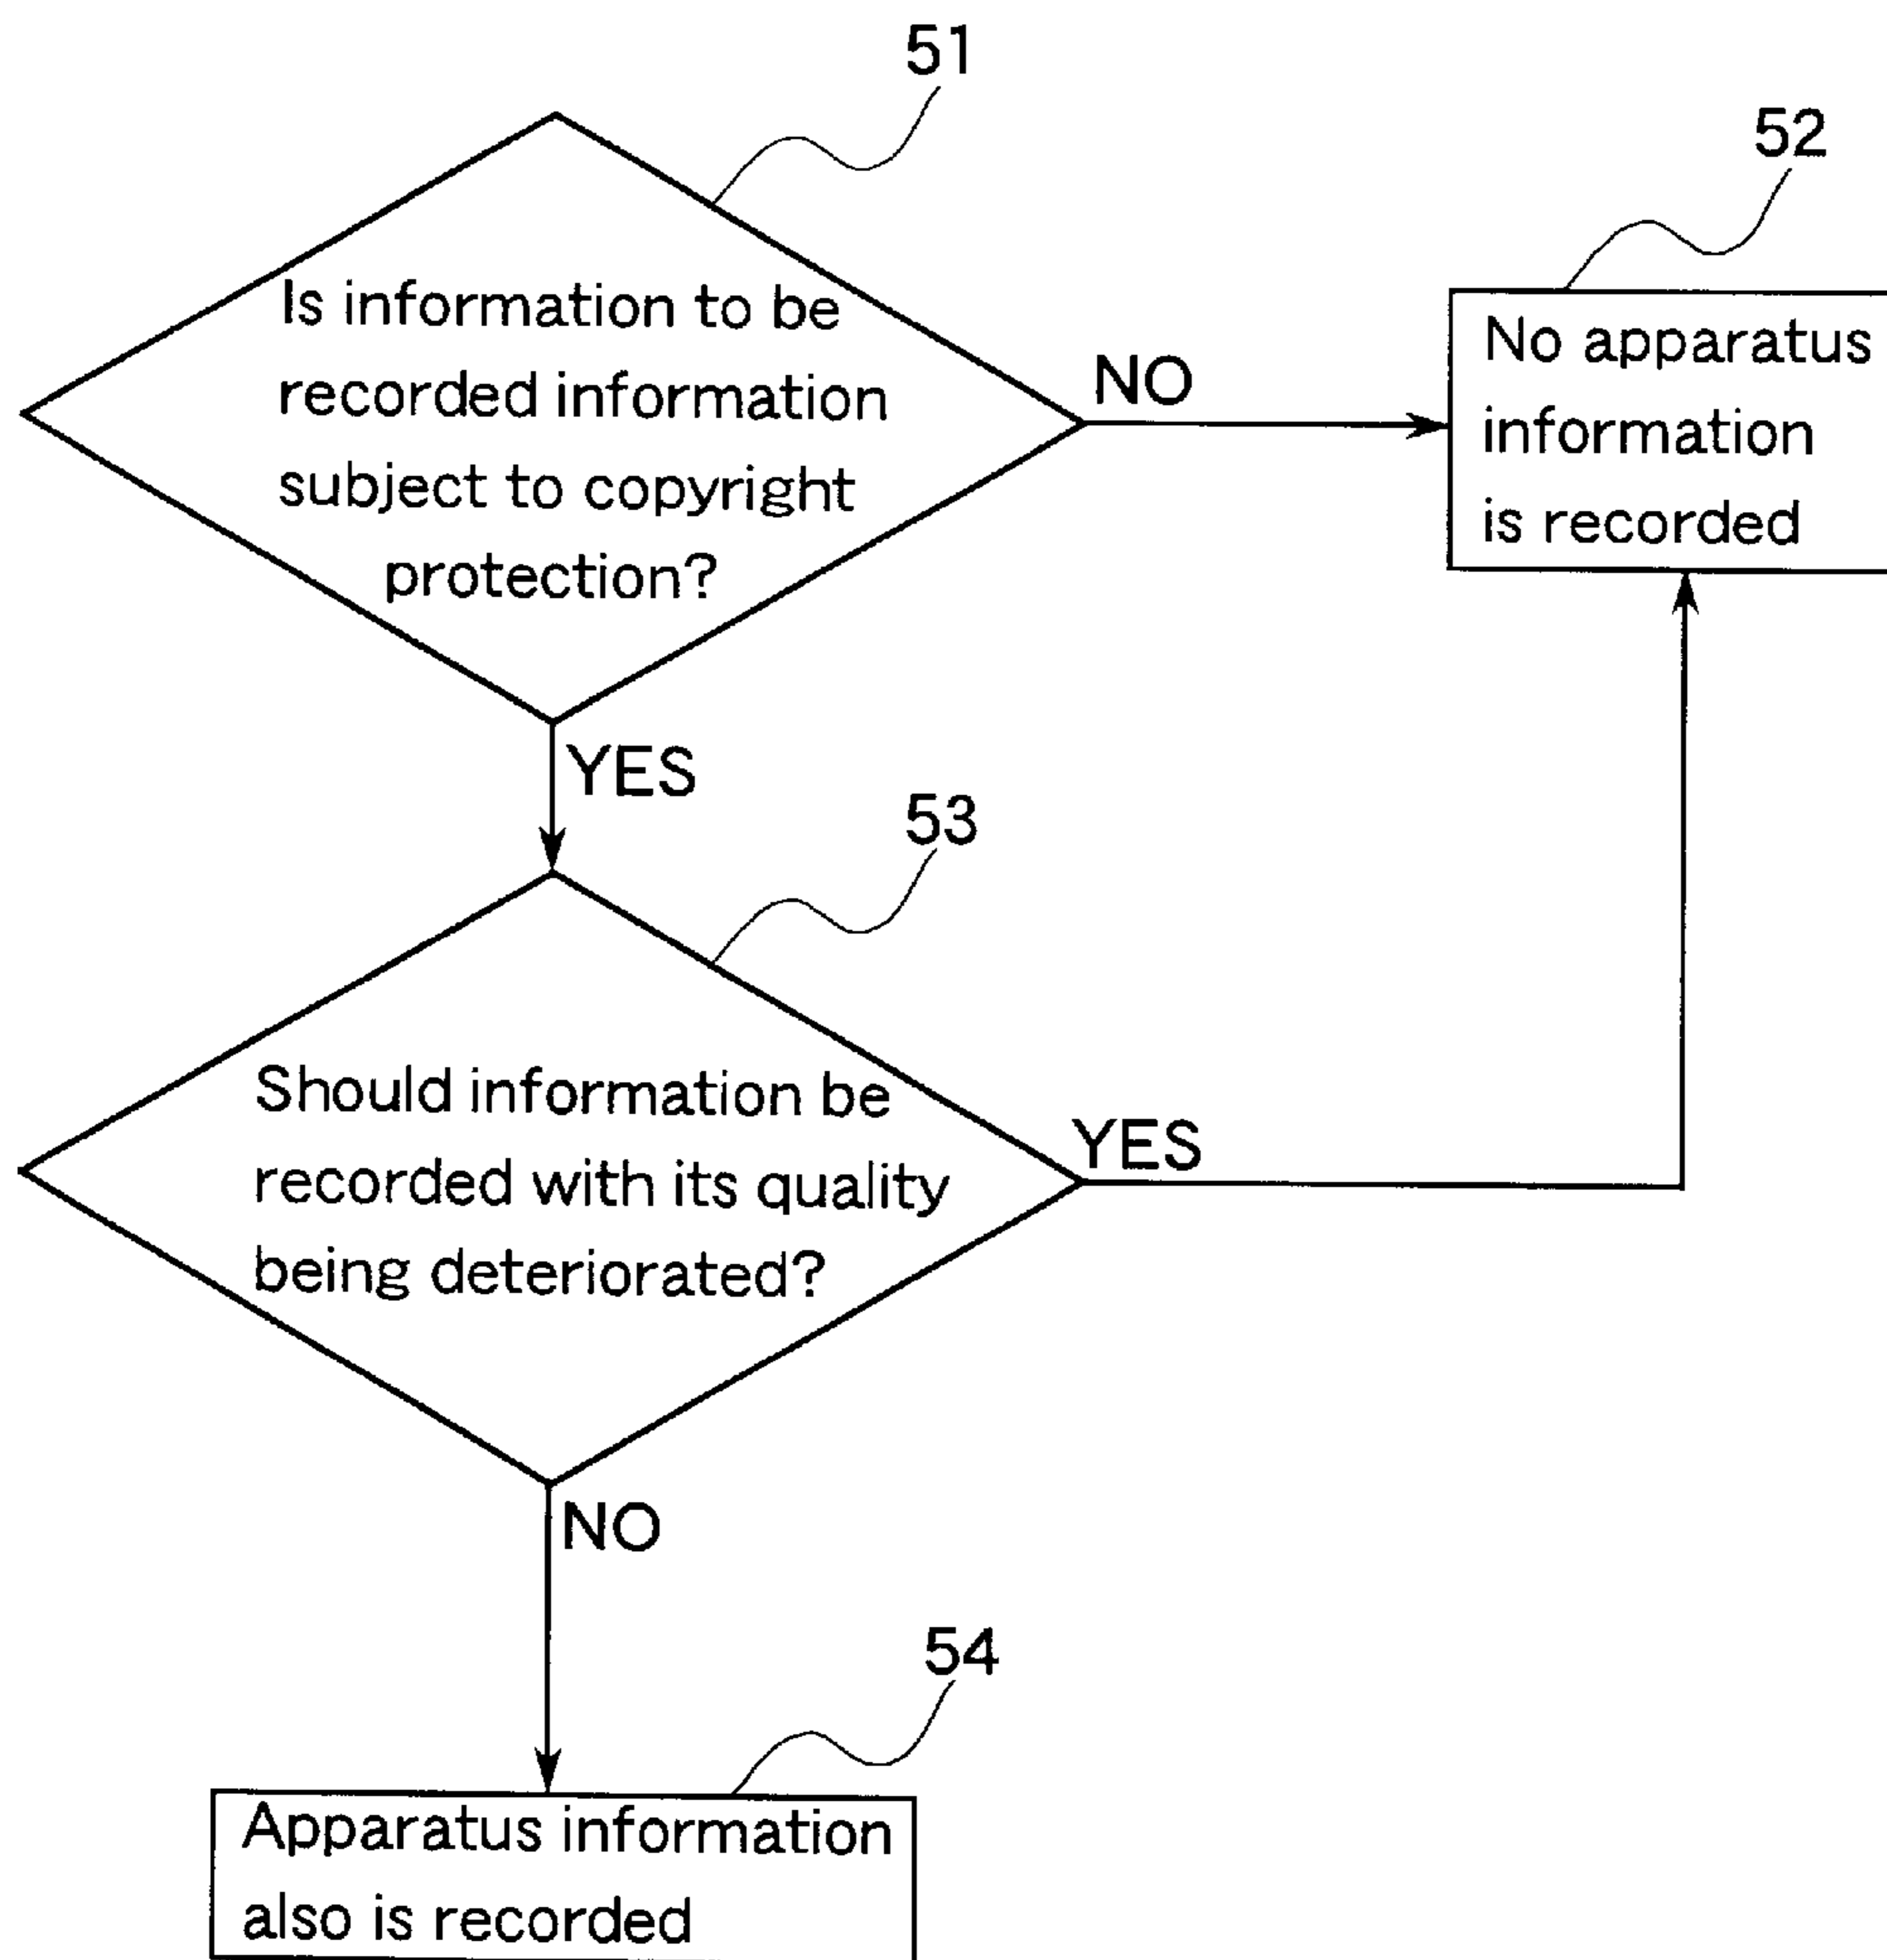 51
Is information to be
recorded information
subject to copyright
protection?
NO
52
No apparatus
information
is recorded
YES
53
Should information be
recorded with its quality
being deteriorated?
YES
NO
54
Apparatus information
also is recorded